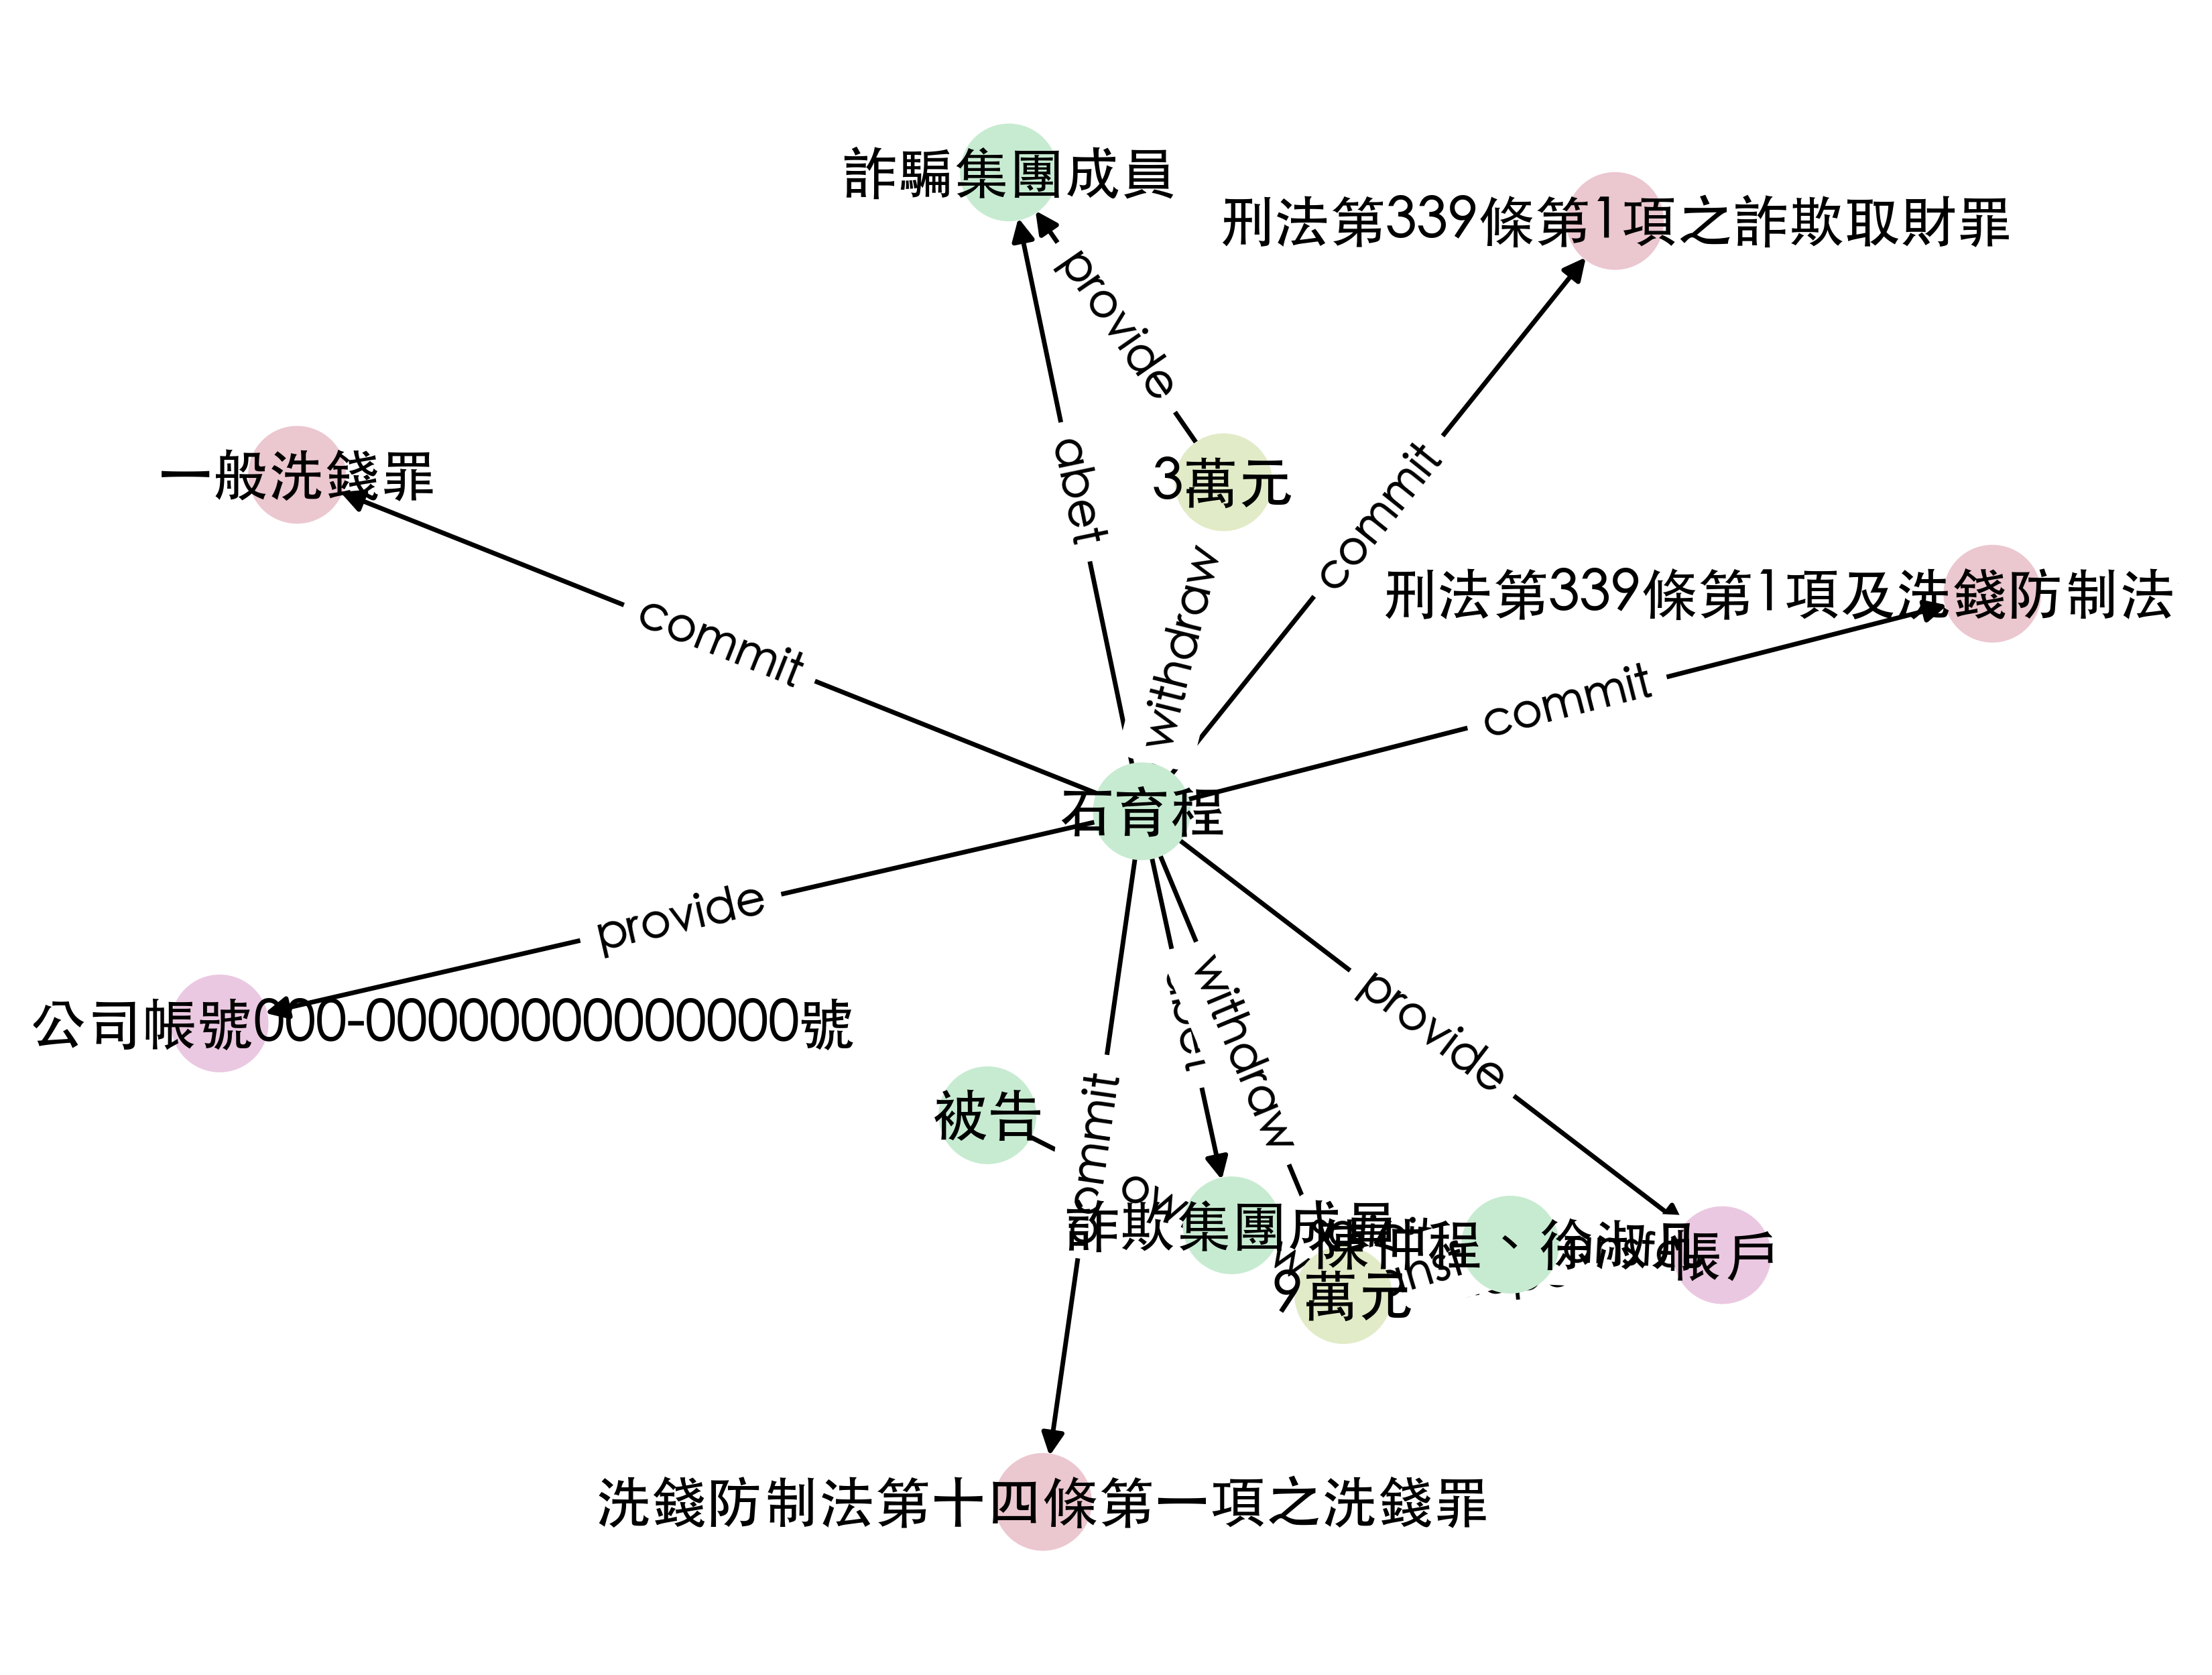 詐騙集團成員
刑法第339條第1項之詐欺取財罪
provide
abet
3萬元
一般洗錢罪
commit
withdraw
刑法第339條第1項及洗錢防制法
commit
commit
石育程
provide
公司帳號000-00000000000000號
withdraw
provide
被告
commit
詐欺集團成員
陳仲程、徐淑月
帳戶
9萬元
洗錢防制法第十四條第一項之洗錢罪